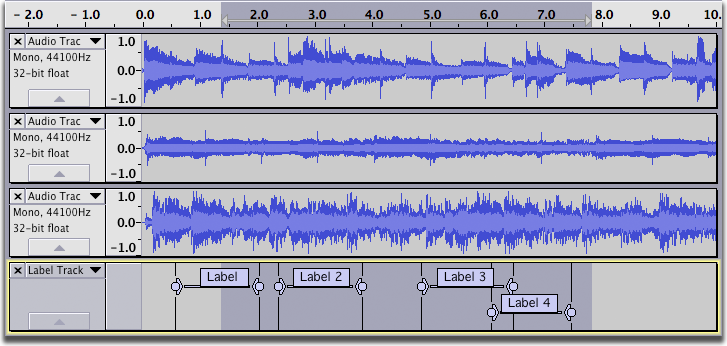 - 2.0 - 1.0 0.0 1.0 2.0 3.0 4.0 5.0 6.0 7.0 8.0 9.0 10.
× Audio Trac ▼ 1.0
Mono, 44100Hz
32-bit float 0.0
-1.0
× Audio Trac ▼ 1.0
Mono, 44100Hz
32-bit float 0.0
-1.0
× Audio Trac ▼ 1.0
Mono, 44100Hz
32-bit float 0.0
-1.0
× Label Track ▼
Label Label 2 Label 3
Label 4